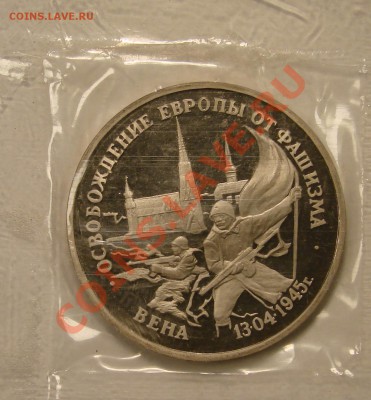 COINS.LAVE.RU
ОСВОБОЖДЕНИЕ ЕВРОПЫ ОТ ФАШИЗМА
ВЕНА 13·04·1945г.
COINS.LAVE.RU